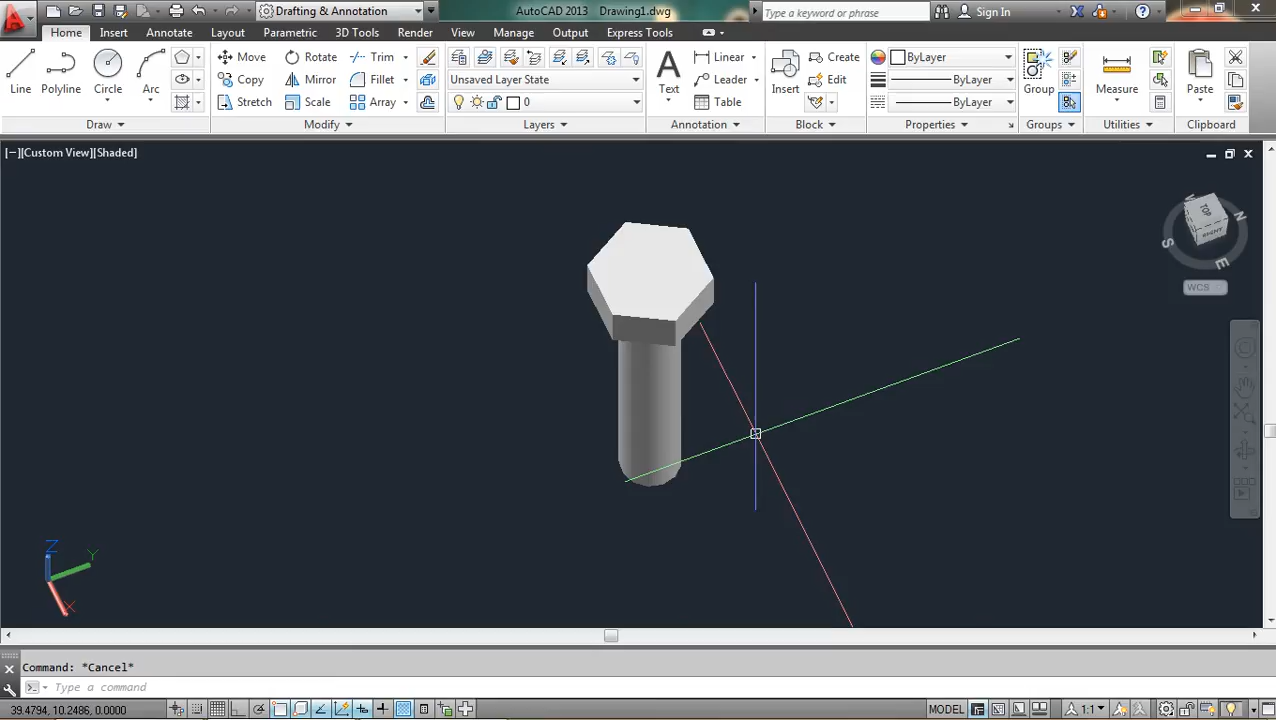 Drafting & Annotation
AutoCAD 2013 Drawing1.dwg
Type a keyword or phrase
Sign In
Home Insert Annotate Layout Parametric 3D Tools Render View Manage Output Express Tools
Line Polyline Circle Arc
Move Rotate Trim
Copy Mirror Fillet
Stretch Scale Array
Unsaved Layer State
0
Text
Linear
Leader
Table
Insert
Create
Edit
ByLayer
ByLayer
ByLayer
Group
Measure
Paste
Draw Modify Layers Annotation Block Properties Groups Utilities Clipboard
[−][Custom View][Shaded]
TOP
N
S
E
WCS
Z
Y
X
Command: *Cancel*
Type a command
39.4794, 10.2486, 0.0000
MODEL
1:1